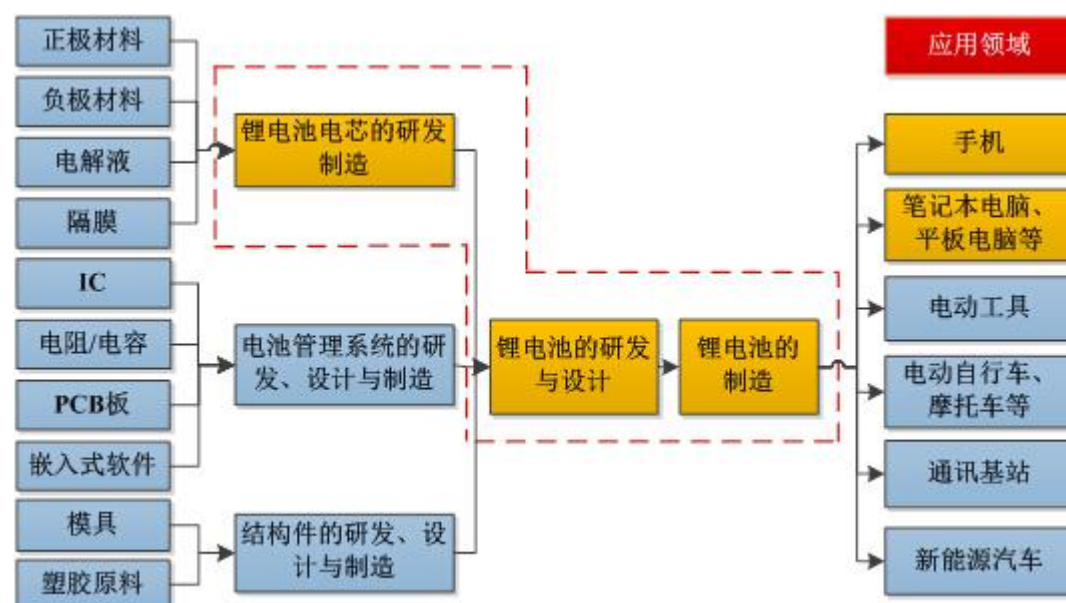 正极材料
负极材料
电解液
隔膜
IC
电阻/电容
PCB板
嵌入式软件
模具
塑胶原料
锂电池电芯的研发
制造
电池管理系统的研
发、设计与制造
结构件的研发、设
计与制造
锂电池的研发
与设计
锂电池的
制造
应用领域
手机
笔记本电脑、
平板电脑等
电动工具
电动自行车、
摩托车等
通讯基站
新能源汽车